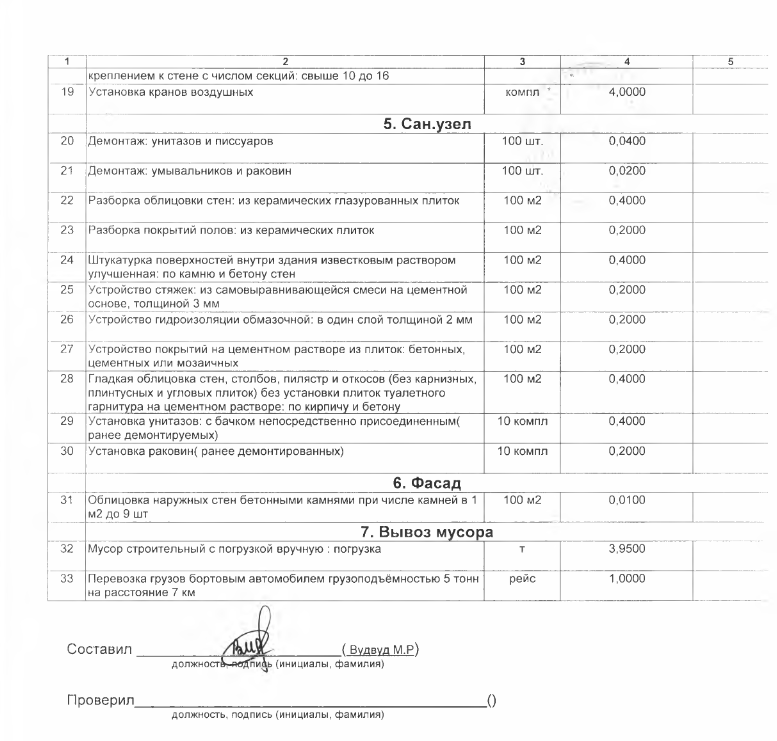 1 2 3 4 5
креплением к стене с числом секций: свыше 10 до 16
19 Установка кранов воздушных компл 4,0000
5. Сан.узел
20 Демонтаж: унитазов и писсуаров 100 шт. 0,0400
21 Демонтаж: умывальников и раковин 100 шт. 0,0200
22 Разборка облицовки стен: из керамических глазурованных плиток 100 м2 0,4000
23 Разборка покрытий полов: из керамических плиток 100 м2 0,2000
24 Штукатурка поверхностей внутри здания известковым раствором 100 м2 0,4000
улучшенная: по камню и бетону стен
25 Устройство стяжек: из самовыравнивающейся смеси на цементной 100 м2 0,2000
основе, толщиной 3 мм
26 Устройство гидроизоляции обмазочной: в один слой толщиной 2 мм 100 м2 0,2000
27 Устройство покрытий на цементном растворе из плиток: бетонных, 100 м2 0,2000
цементных или мозаичных
28 Гладкая облицовка стен, столбов, пилястр и откосов (без карнизных, 100 м2 0,4000
плинтусных и угловых плиток) без установки плиток туалетного
гарнитура на цементном растворе: по кирпичу и бетону
29 Установка унитазов: с бачком непосредственно присоединенным( 10 компл 0,4000
ранее демонтируемых)
30 Установка раковин( ранее демонтированных) 10 компл 0,2000
6. Фасад
31 Облицовка наружных стен бетонными камнями при числе камней в 1 100 м2 0,0100
м2 до 9 шт
7. Вывоз мусора
32 Мусор строительный с погрузкой вручную : погрузка т 3,9500
33 Перевозка грузов бортовым автомобилем грузоподъёмностью 5 тонн рейс 1,0000
на расстояние 7 км
Составил ( Вудвуд М.Р)
должность, подпись (инициалы, фамилия)
Проверил ()
должность, подпись (инициалы, фамилия)